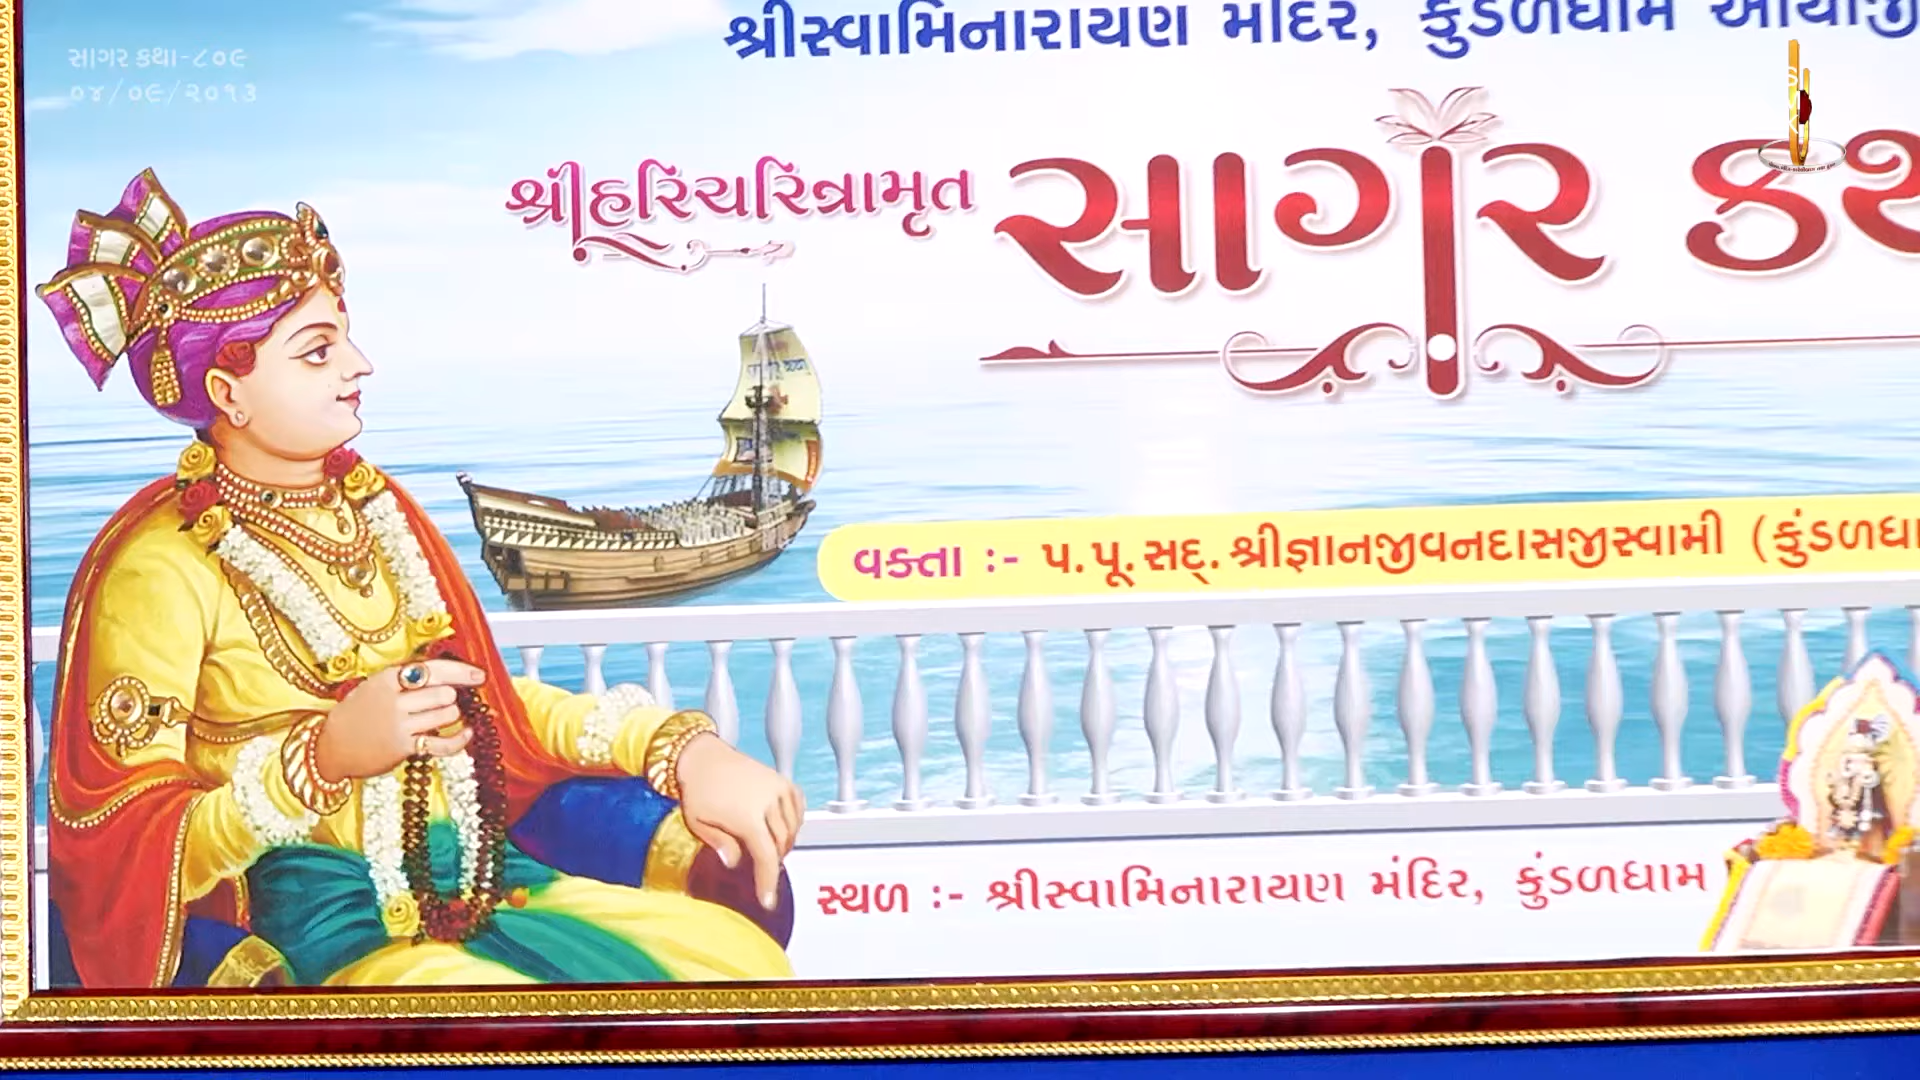 સાગર કથા-૮૦૯
૦૪/૦૯/૨૦૧૩
શ્રીસ્વામિનારાયણ મંદિર, કુંડળધામ
શ્રીહરિચરિત્રામૃત
સાગર
વક્તા :- પ.પૂ.સદ્. શ્રીજ્ઞાનજીવનદાસજીસ્વામી
સ્થળ :- શ્રીસ્વામિનારાયણ મંદિર, કુંડળધામ